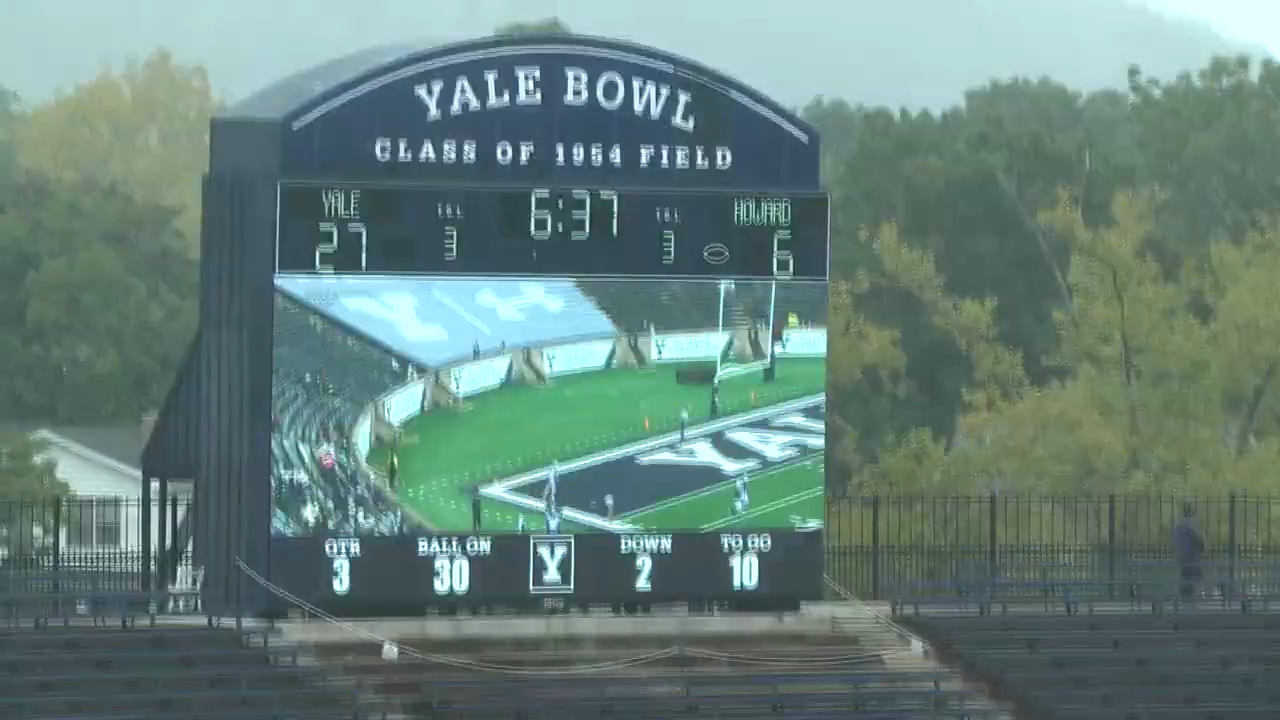 YALE BOWL
CLASS OF 1954 FIELD
YALE 6:37 HOWARD
27 3 3 6
YA
QTR BALL ON Y DOWN TO GO
3 30 2 10